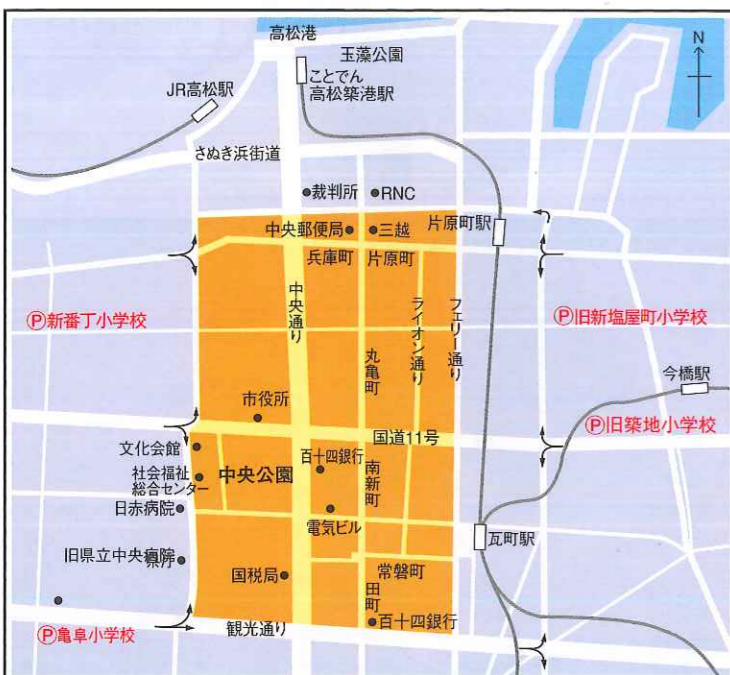 高松港
玉藻公園
N
ことでん
高松築港駅
JR高松駅
さぬき浜街道
裁判所
RNC
中央郵便局
三越
片原町駅
兵庫町
片原町
中央通り
ライオン通り
フェリー通り
Ⓟ新番丁小学校
Ⓟ旧新塩屋町小学校
丸亀町
今橋駅
市役所
Ⓟ旧築地小学校
国道11号
文化会館
百十四銀行
社会福祉
総合センター
中央公園
南新町
日赤病院
電気ビル
瓦町駅
旧県立中央病院
県庁
国税局
常磐町
田町
百十四銀行
観光通り
Ⓟ亀阜小学校